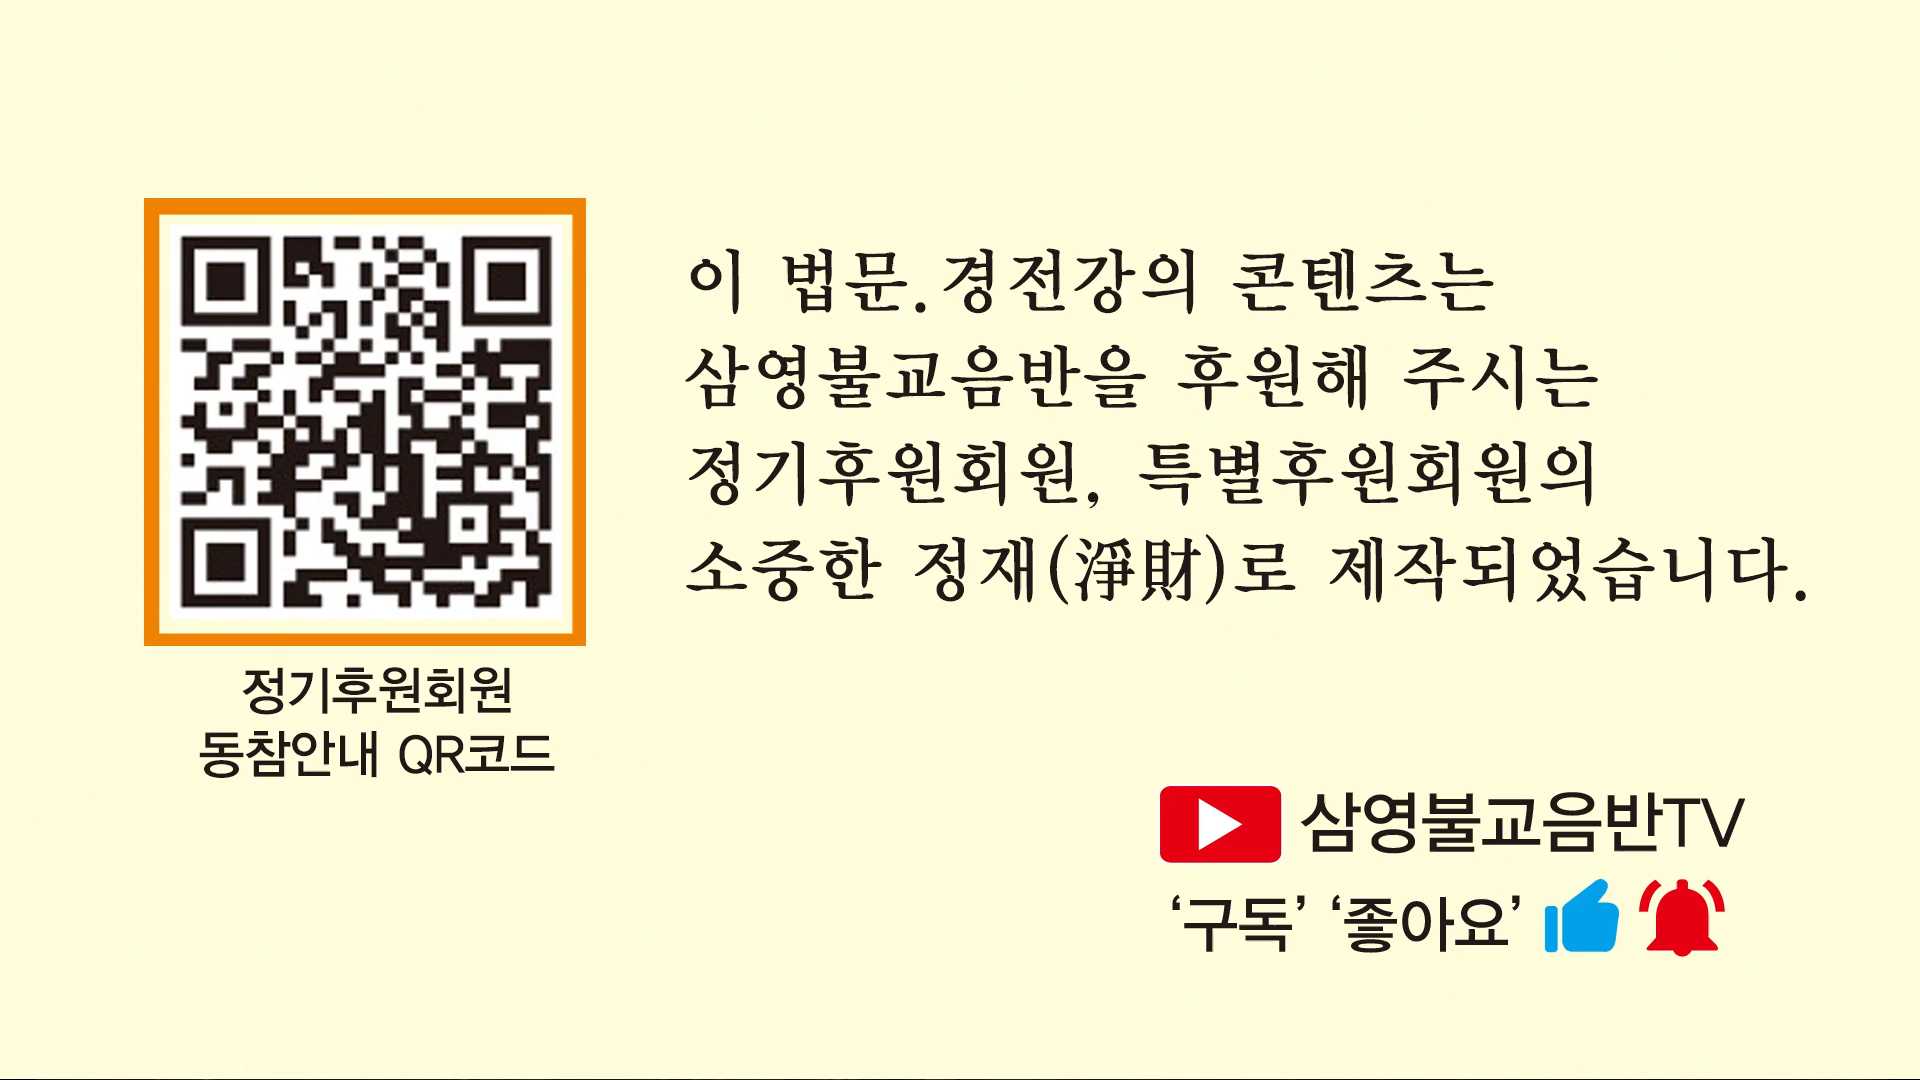 이 법문.경전강의 콘텐츠는
삼영불교음반을 후원해 주시는
정기후원회원, 특별후원회원의
소중한 정재(淨財)로 제작되었습니다.
정기후원회원
동참안내 QR코드
삼영불교음반TV
‘구독’ ‘좋아요’